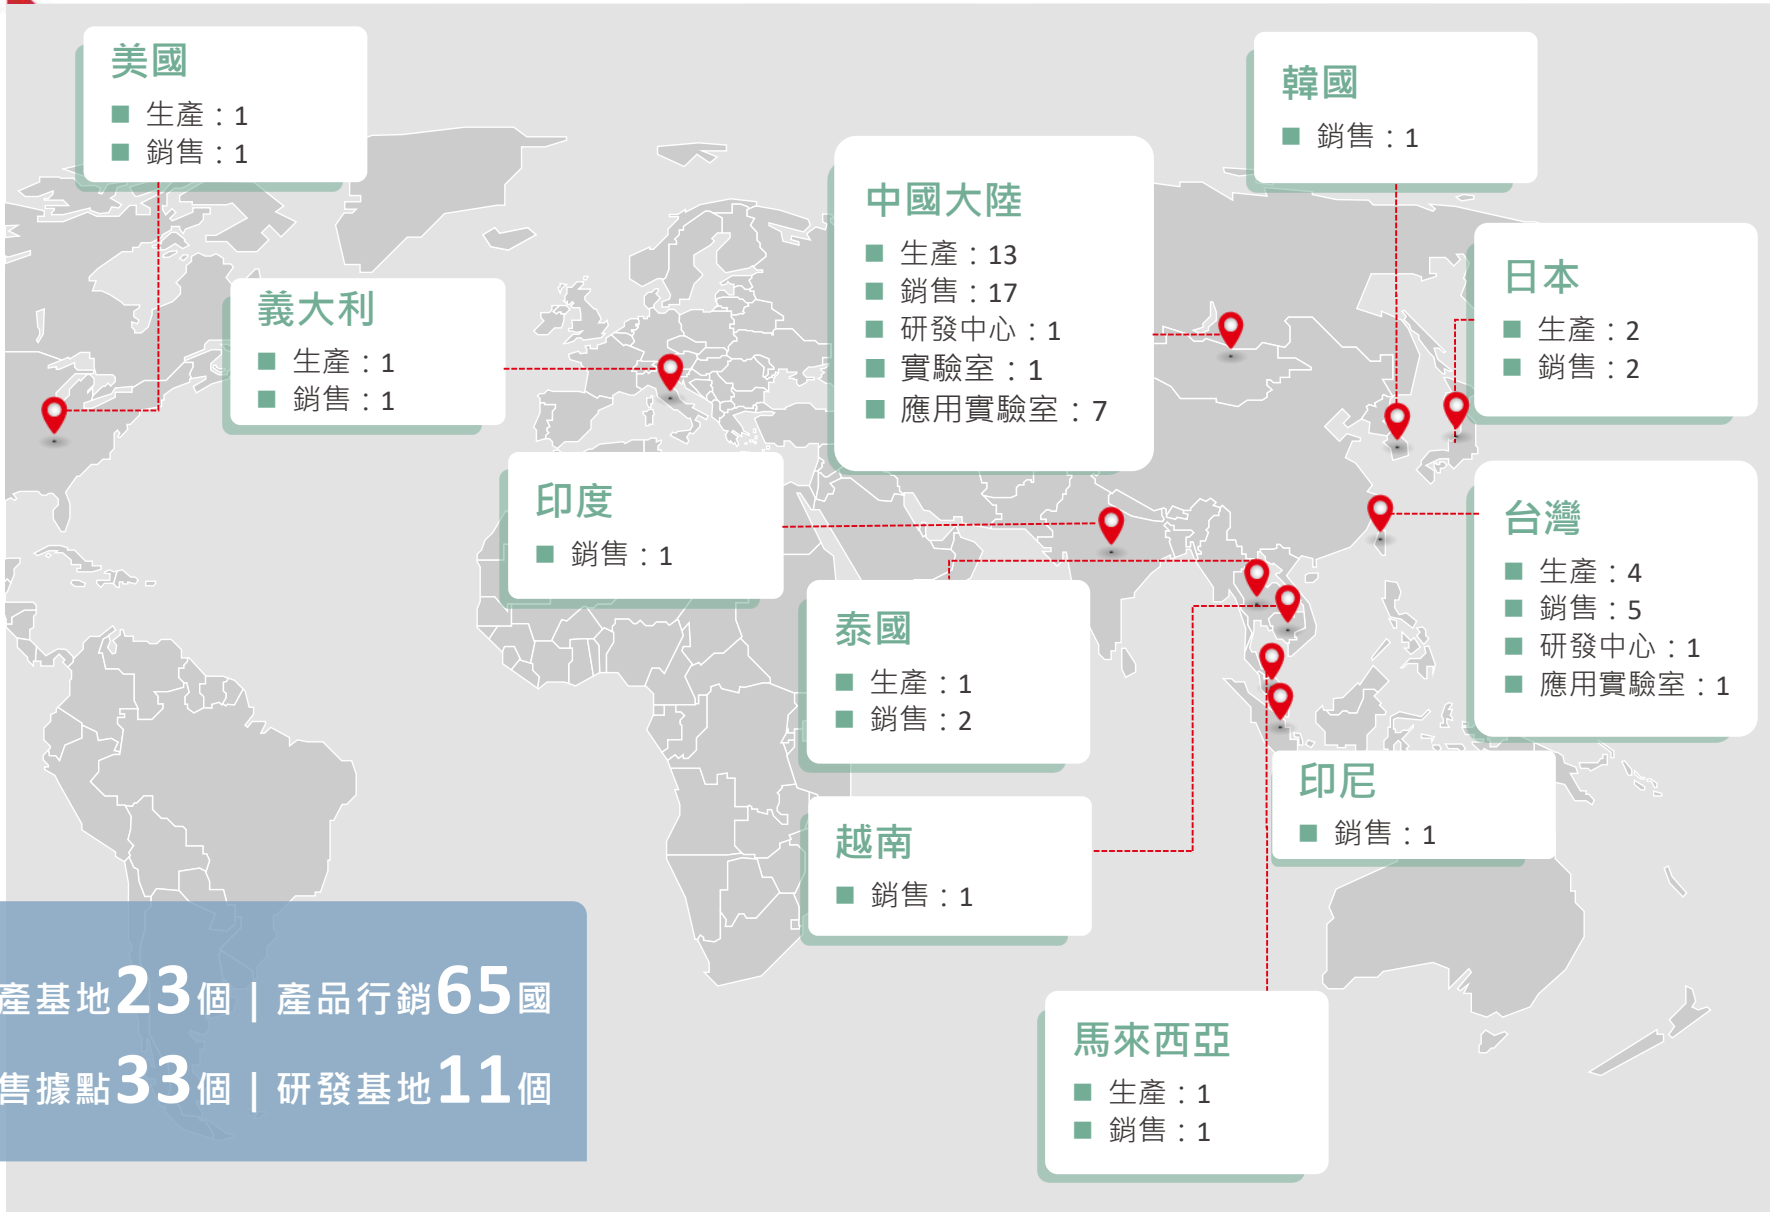 美國
■ 生產：1
■ 銷售：1
韓國
■ 銷售：1
中國大陸
■ 生產：13
■ 銷售：17
■ 研發中心：1
■ 實驗室：1
■ 應用實驗室：7
日本
■ 生產：2
■ 銷售：2
義大利
■ 生產：1
■ 銷售：1
印度
■ 銷售：1
台灣
■ 生產：4
■ 銷售：5
■ 研發中心：1
■ 應用實驗室：1
泰國
■ 生產：1
■ 銷售：2
印尼
■ 銷售：1
越南
■ 銷售：1
產基地23個 | 產品行銷65國
售據點33個 | 研發基地11個
馬來西亞
■ 生產：1
■ 銷售：1